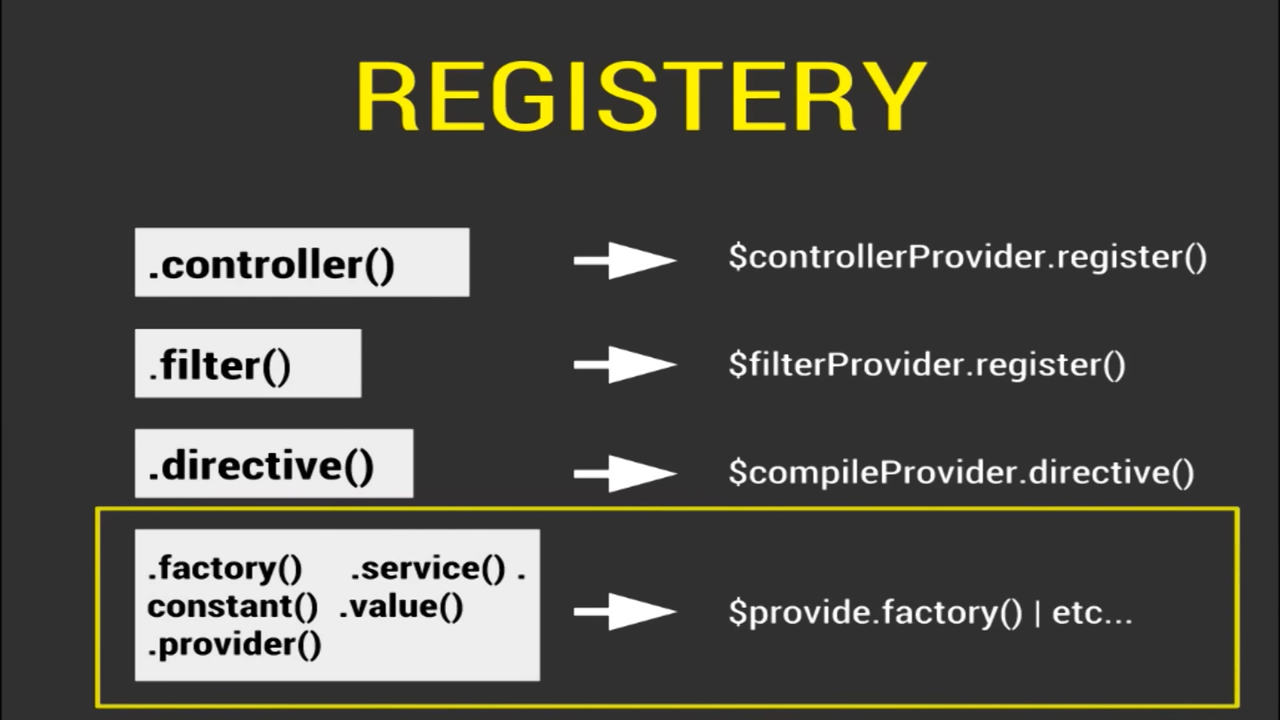 REGISTERY
.controller() $controllerProvider.register()
.filter() $filterProvider.register()
.directive() $compileProvider.directive()
.factory() .service() .
constant() .value()
.provider()
$provide.factory() | etc...